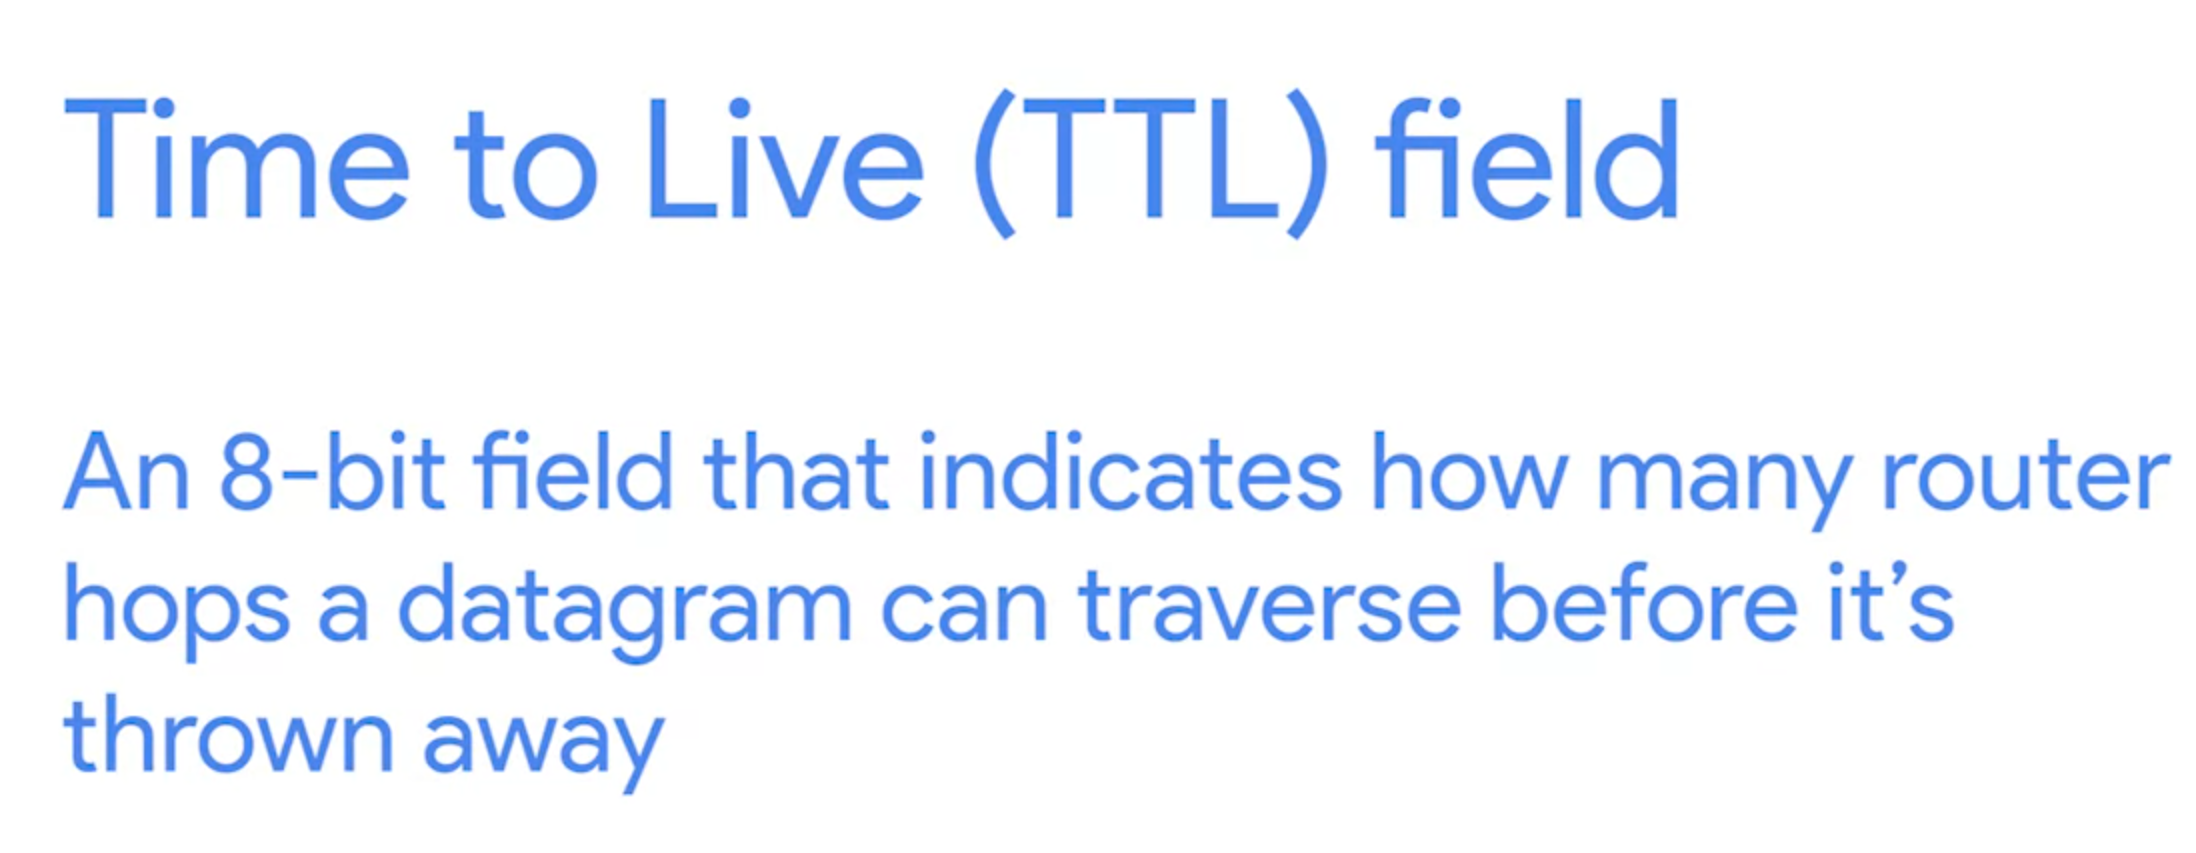 Time to Live (TTL) field
An 8-bit field that indicates how many router
hops a datagram can traverse before it’s
thrown away